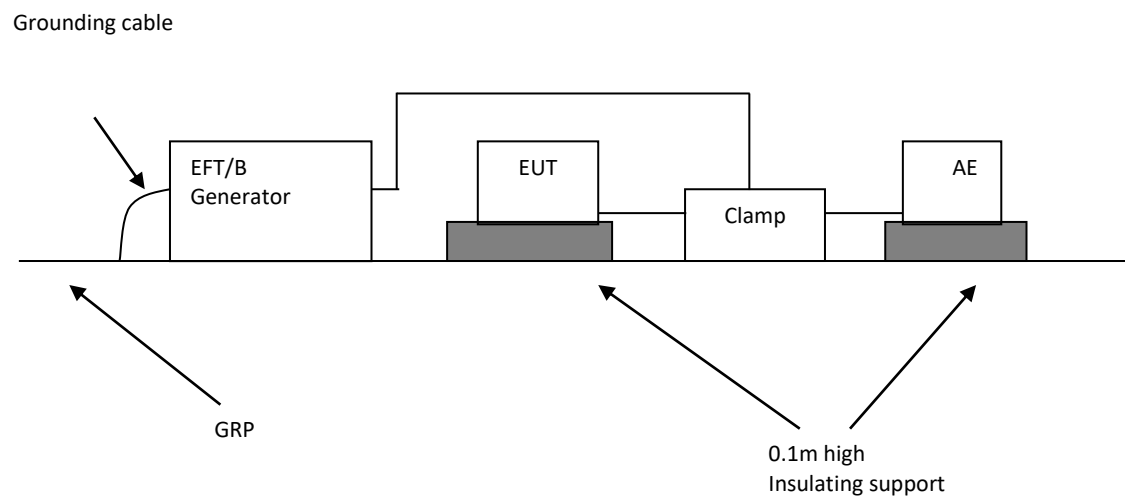 Grounding cable
EFT/B
Generator
EUT
Clamp
AE
GRP
0.1m high
Insulating support